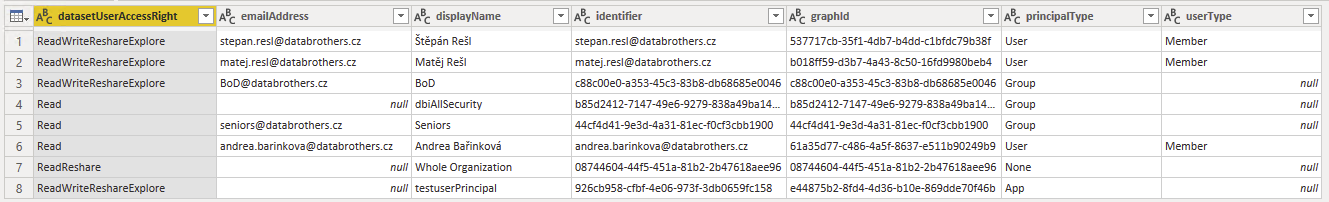 ABC datasetUserAccessRight ABC emailAddress ABC displayName ABC identifier ABC graphId ABC principalType ABC userType
1 ReadWriteReshareExplore stepan.resl@databrothers.cz Štěpán Rešl stepan.resl@databrothers.cz 537717cb-35f1-4db7-b4dd-c1bfdc79b38f User Member
2 ReadWriteReshareExplore matej.resl@databrothers.cz Matěj Rešl matej.resl@databrothers.cz b018ff59-d3b7-4a43-8c50-16fd9980beb4 User Member
3 ReadWriteReshareExplore BoD@databrothers.cz BoD c88c00e0-a353-45c3-83b8-db68685e0046 c88c00e0-a353-45c3-83b8-db68685e0046 Group null
4 Read null dbiAllSecurity b85d2412-7147-49e6-9279-838a49ba14... b85d2412-7147-49e6-9279-838a49ba14... Group null
5 Read seniors@databrothers.cz Seniors 44cf4d41-9e3d-4a31-81ec-f0cf3cbb1900 44cf4d41-9e3d-4a31-81ec-f0cf3cbb1900 Group null
6 Read andrea.barinkova@databrothers.cz Andrea Bařinková andrea.barinkova@databrothers.cz 61a35d77-c486-4a5f-8637-e511b90249b9 User Member
7 ReadReshare null Whole Organization 08744604-44f5-451a-81b2-2b47618aee96 08744604-44f5-451a-81b2-2b47618aee96 None null
8 ReadWriteReshareExplore null testuserPrincipal 926cb958-cfbf-4e06-973f-3db0659fc158 e44875b2-8fd4-4d36-b10e-869dde70f46b App null